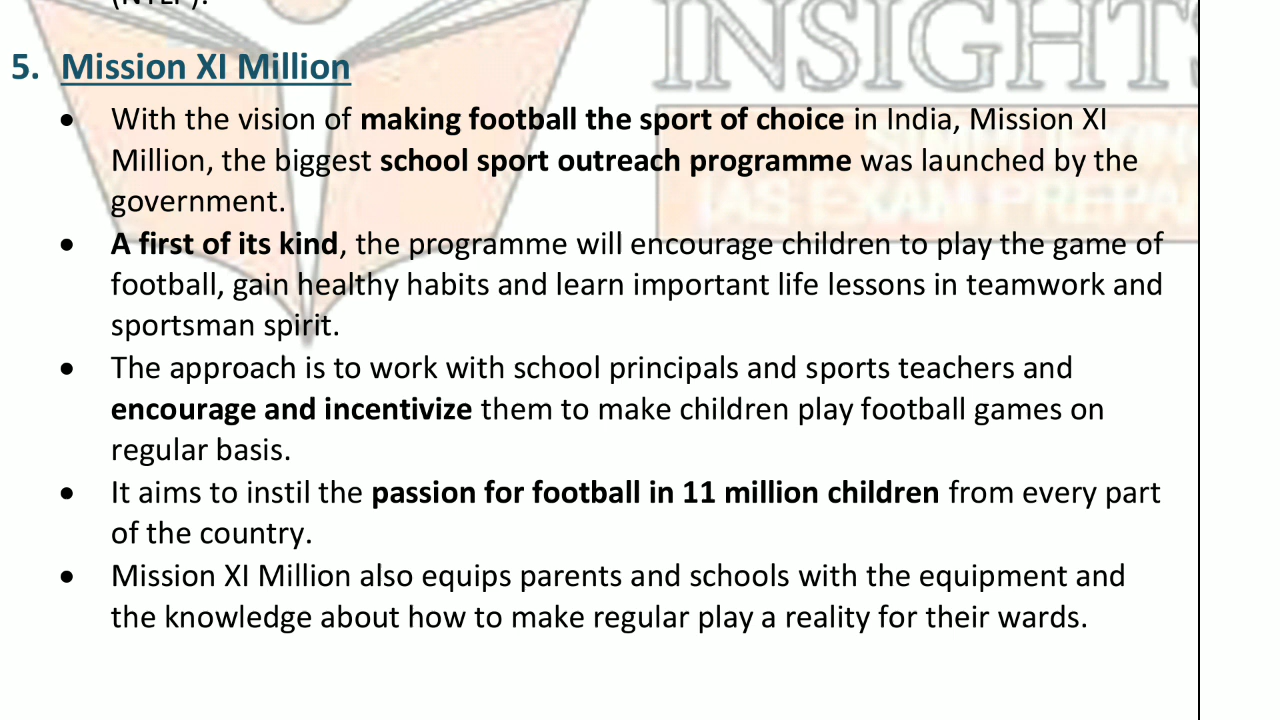 INSIGHTS
5. Mission XI Million
• With the vision of making football the sport of choice in India, Mission XI
Million, the biggest school sport outreach programme was launched by the
government.
• A first of its kind, the programme will encourage children to play the game of
football, gain healthy habits and learn important life lessons in teamwork and
sportsman spirit.
• The approach is to work with school principals and sports teachers and
encourage and incentivize them to make children play football games on
regular basis.
• It aims to instil the passion for football in 11 million children from every part
of the country.
• Mission XI Million also equips parents and schools with the equipment and
the knowledge about how to make regular play a reality for their wards.